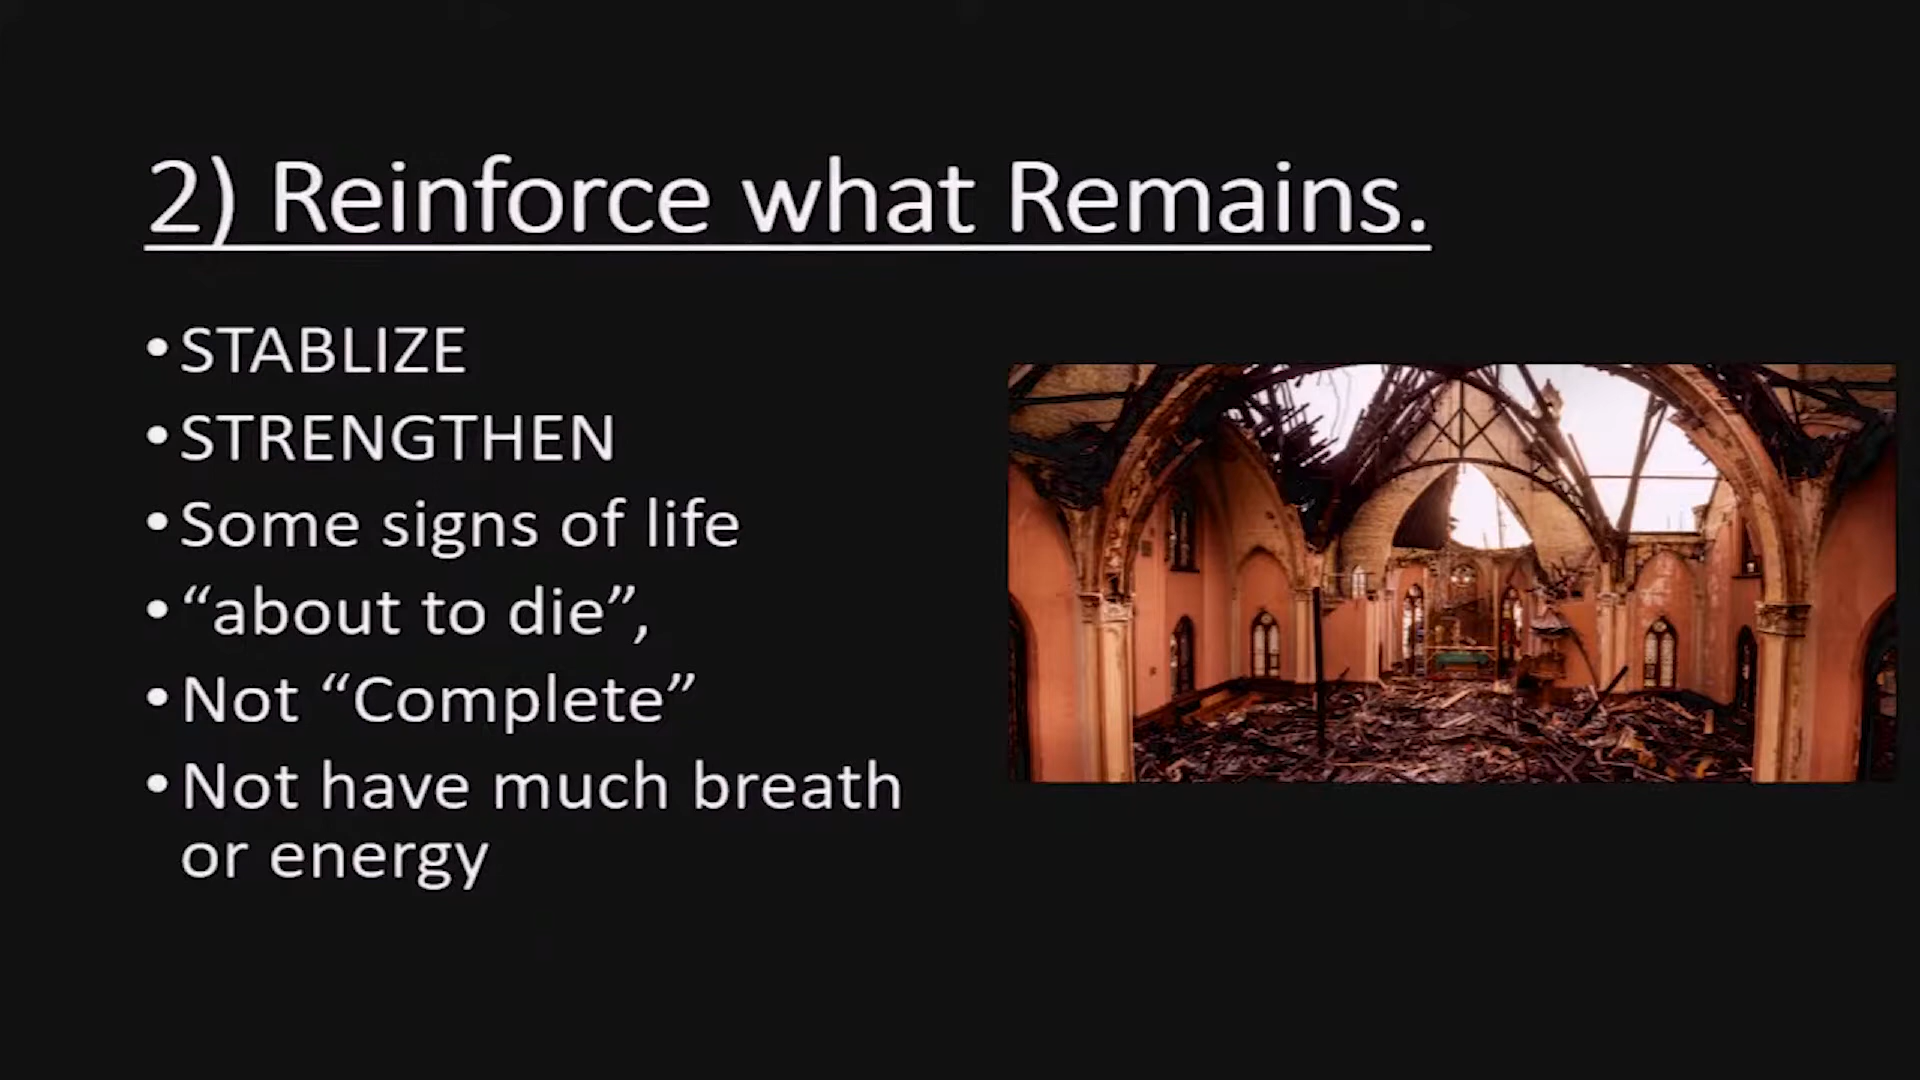 2) Reinforce what Remains.
• STABLIZE
• STRENGTHEN
• Some signs of life
• “about to die”,
• Not “Complete”
• Not have much breath
or energy